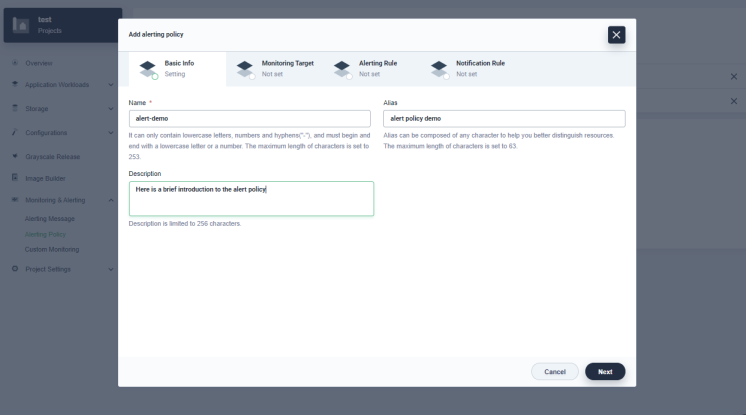 test
Projects
Overview
Application Workloads
Storage
Configurations
Grayscale Release
Image Builder
Monitoring & Alerting
Alerting Message
Alerting Policy
Custom Monitoring
Project Settings
Add alerting policy
Basic Info
Setting
Monitoring Target
Not set
Alerting Rule
Not set
Notification Rule
Not set
Name *
alert-demo
It can only contain lowercase letters, numbers and hyphens("-"), and must begin and
end with a lowercase letter or a number. The maximum length of characters is set to
253.
Alias
alert policy demo
Alias can be composed of any character to help you better distinguish resources.
The maximum length of characters is set to 63.
Description
Here is a brief introduction to the alert policy
Description is limited to 256 characters.
Cancel
Next